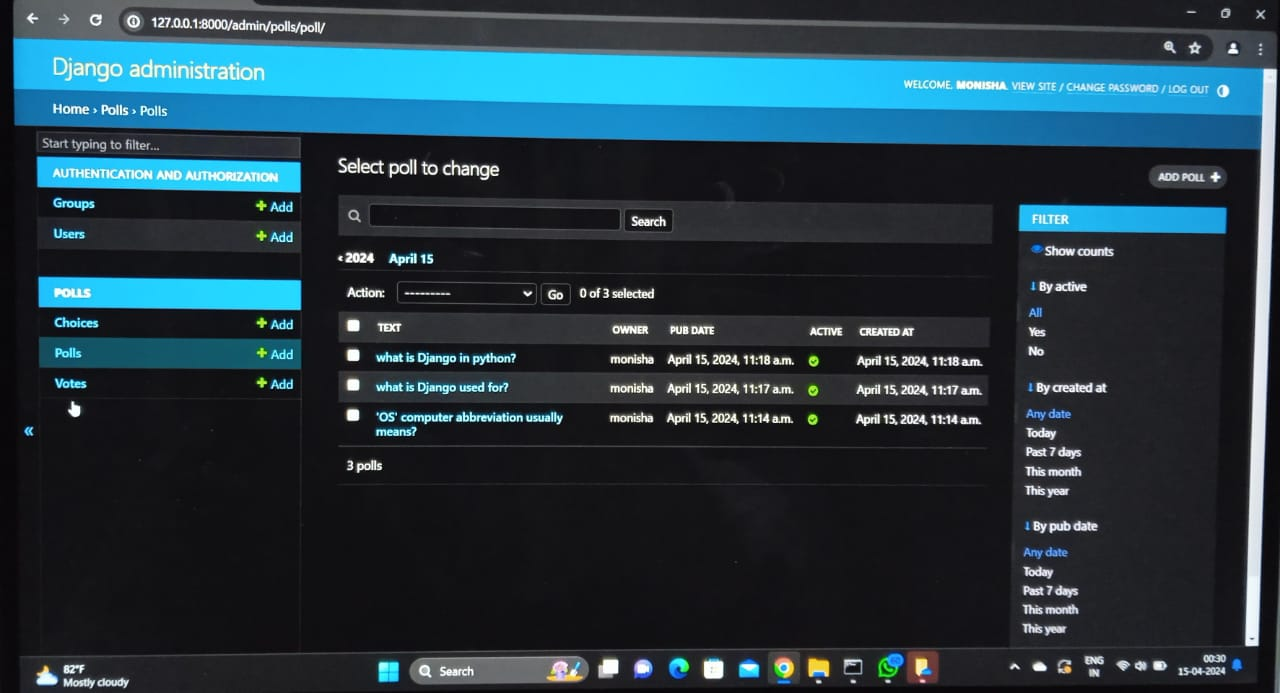 127.0.0.1:8000/admin/polls/poll/
Django administration
WELCOME, MONISHA. VIEW SITE / CHANGE PASSWORD / LOG OUT
Home › Polls › Polls
Start typing to filter...
AUTHENTICATION AND AUTHORIZATION
Groups + Add
Users + Add
POLLS
Choices + Add
Polls + Add
Votes + Add
«
Select poll to change
ADD POLL +
Search
‹ 2024 April 15
Action: --------- Go 0 of 3 selected
TEXT OWNER PUB DATE ACTIVE CREATED AT
what is Django in python? monisha April 15, 2024, 11:18 a.m. April 15, 2024, 11:18 a.m.
what is Django used for? monisha April 15, 2024, 11:17 a.m. April 15, 2024, 11:17 a.m.
'OS' computer abbreviation usually means? monisha April 15, 2024, 11:14 a.m. April 15, 2024, 11:14 a.m.
3 polls
FILTER
Show counts
↓ By active
All
Yes
No
↓ By created at
Any date
Today
Past 7 days
This month
This year
↓ By pub date
Any date
Today
Past 7 days
This month
This year
82°F
Mostly cloudy
Search
ENG
IN
00:30
15-04-2024